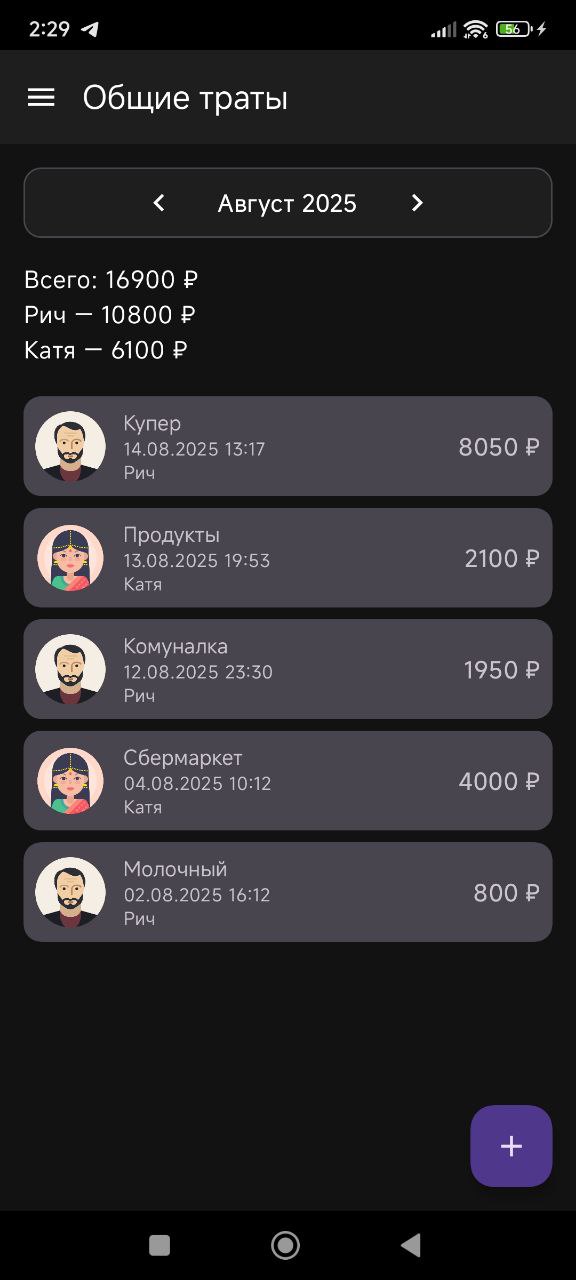 2:29
56
Общие траты
Август 2025
Всего: 16900 ₽
Рич — 10800 ₽
Катя — 6100 ₽
Купер
14.08.2025 13:17
Рич
8050 ₽
Продукты
13.08.2025 19:53
Катя
2100 ₽
Комуналка
12.08.2025 23:30
Рич
1950 ₽
Сбермаркет
04.08.2025 10:12
Катя
4000 ₽
Молочный
02.08.2025 16:12
Рич
800 ₽